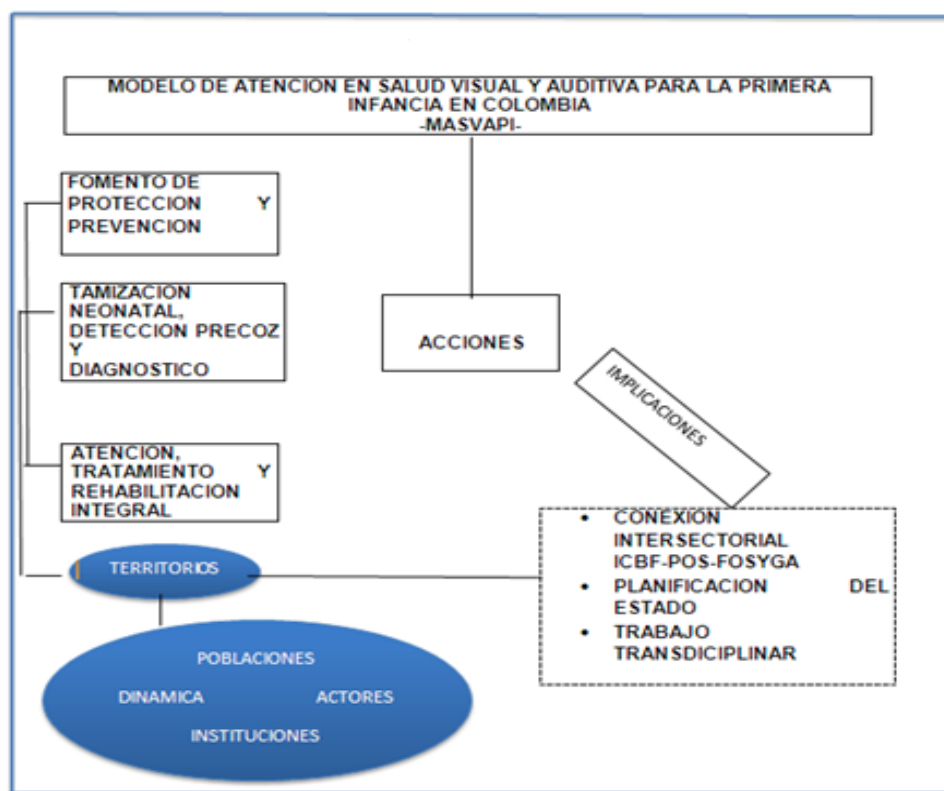 MODELO DE ATENCION EN SALUD VISUAL Y AUDITIVA PARA LA PRIMERA
INFANCIA EN COLOMBIA
-MASVAPI-
FOMENTO DE
PROTECCION Y
PREVENCION
TAMIZACION
NEONATAL,
DETECCION PRECOZ
Y
DIAGNOSTICO
ACCIONES
IMPLICACIONES
ATENCION,
TRATAMIENTO Y
REHABILITACION
INTEGRAL
• CONEXION
INTERSECTORIAL
ICBF-POS-FOSYGA
• PLANIFICACION DEL
ESTADO
• TRABAJO
TRANSDICIPLINAR
TERRITORIOS
POBLACIONES
DINAMICA ACTORES
INSTITUCIONES